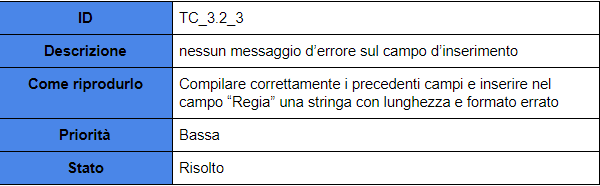 ID TC_3.2_3
Descrizione nessun messaggio d’errore sul campo d’inserimento
Come riprodurlo Compilare correttamente i precedenti campi e inserire nel
campo “Regia” una stringa con lunghezza e formato errato
Priorità Bassa
Stato Risolto